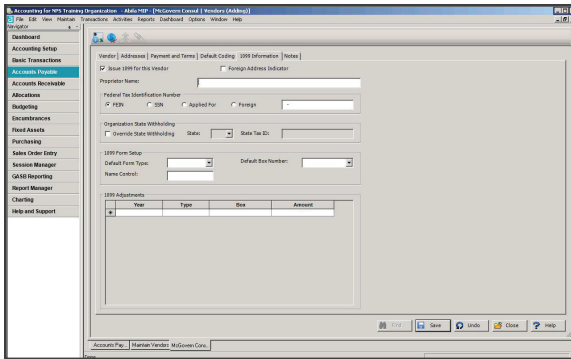 Accounting for NPS Training Organization - Abila MIP - [McGovern Consul | Vendors (Adding)]
File Edit View Maintain Transactions Activities Reports Dashboard Options Window Help
Navigator
Dashboard
Accounting Setup
Basic Transactions
Accounts Payable
Accounts Receivable
Allocations
Budgeting
Encumbrances
Fixed Assets
Purchasing
Sales Order Entry
Session Manager
GASB Reporting
Report Manager
Charting
Help and Support
Vendor Addresses Payment and Terms Default Coding 1099 Information Notes
Issue 1099 for this Vendor Foreign Address Indicator
Proprietor Name:
Federal Tax Identification Number
FEIN SSN Applied For Foreign -
Organization State Withholding
Override State Withholding State: State Tax ID:
1099 Form Setup
Default Form Type: Default Box Number:
Name Control:
1099 Adjustments
Year Type Box Amount
Find Save Undo Close Help
Accounts Pay... Maintain Vendors McGovern Cons...